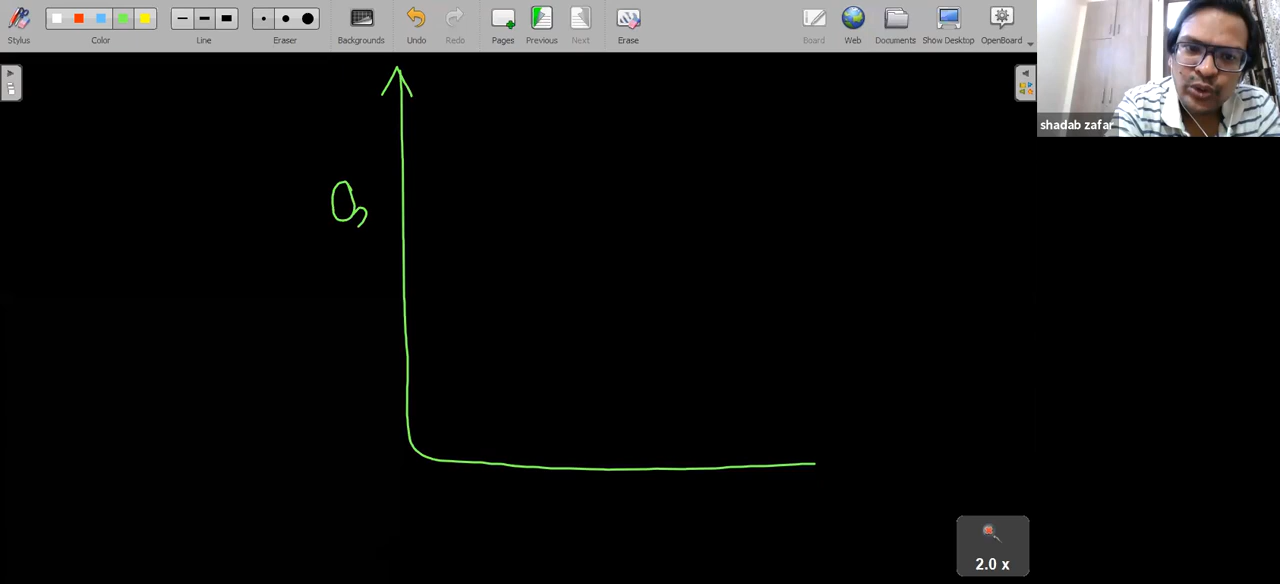 Stylus
Color
Line
Eraser
Backgrounds
Undo
Redo
Pages
Previous
Next
Erase
Board
Web
Documents
Show Desktop
OpenBoard
shadab zafar
2.0 x